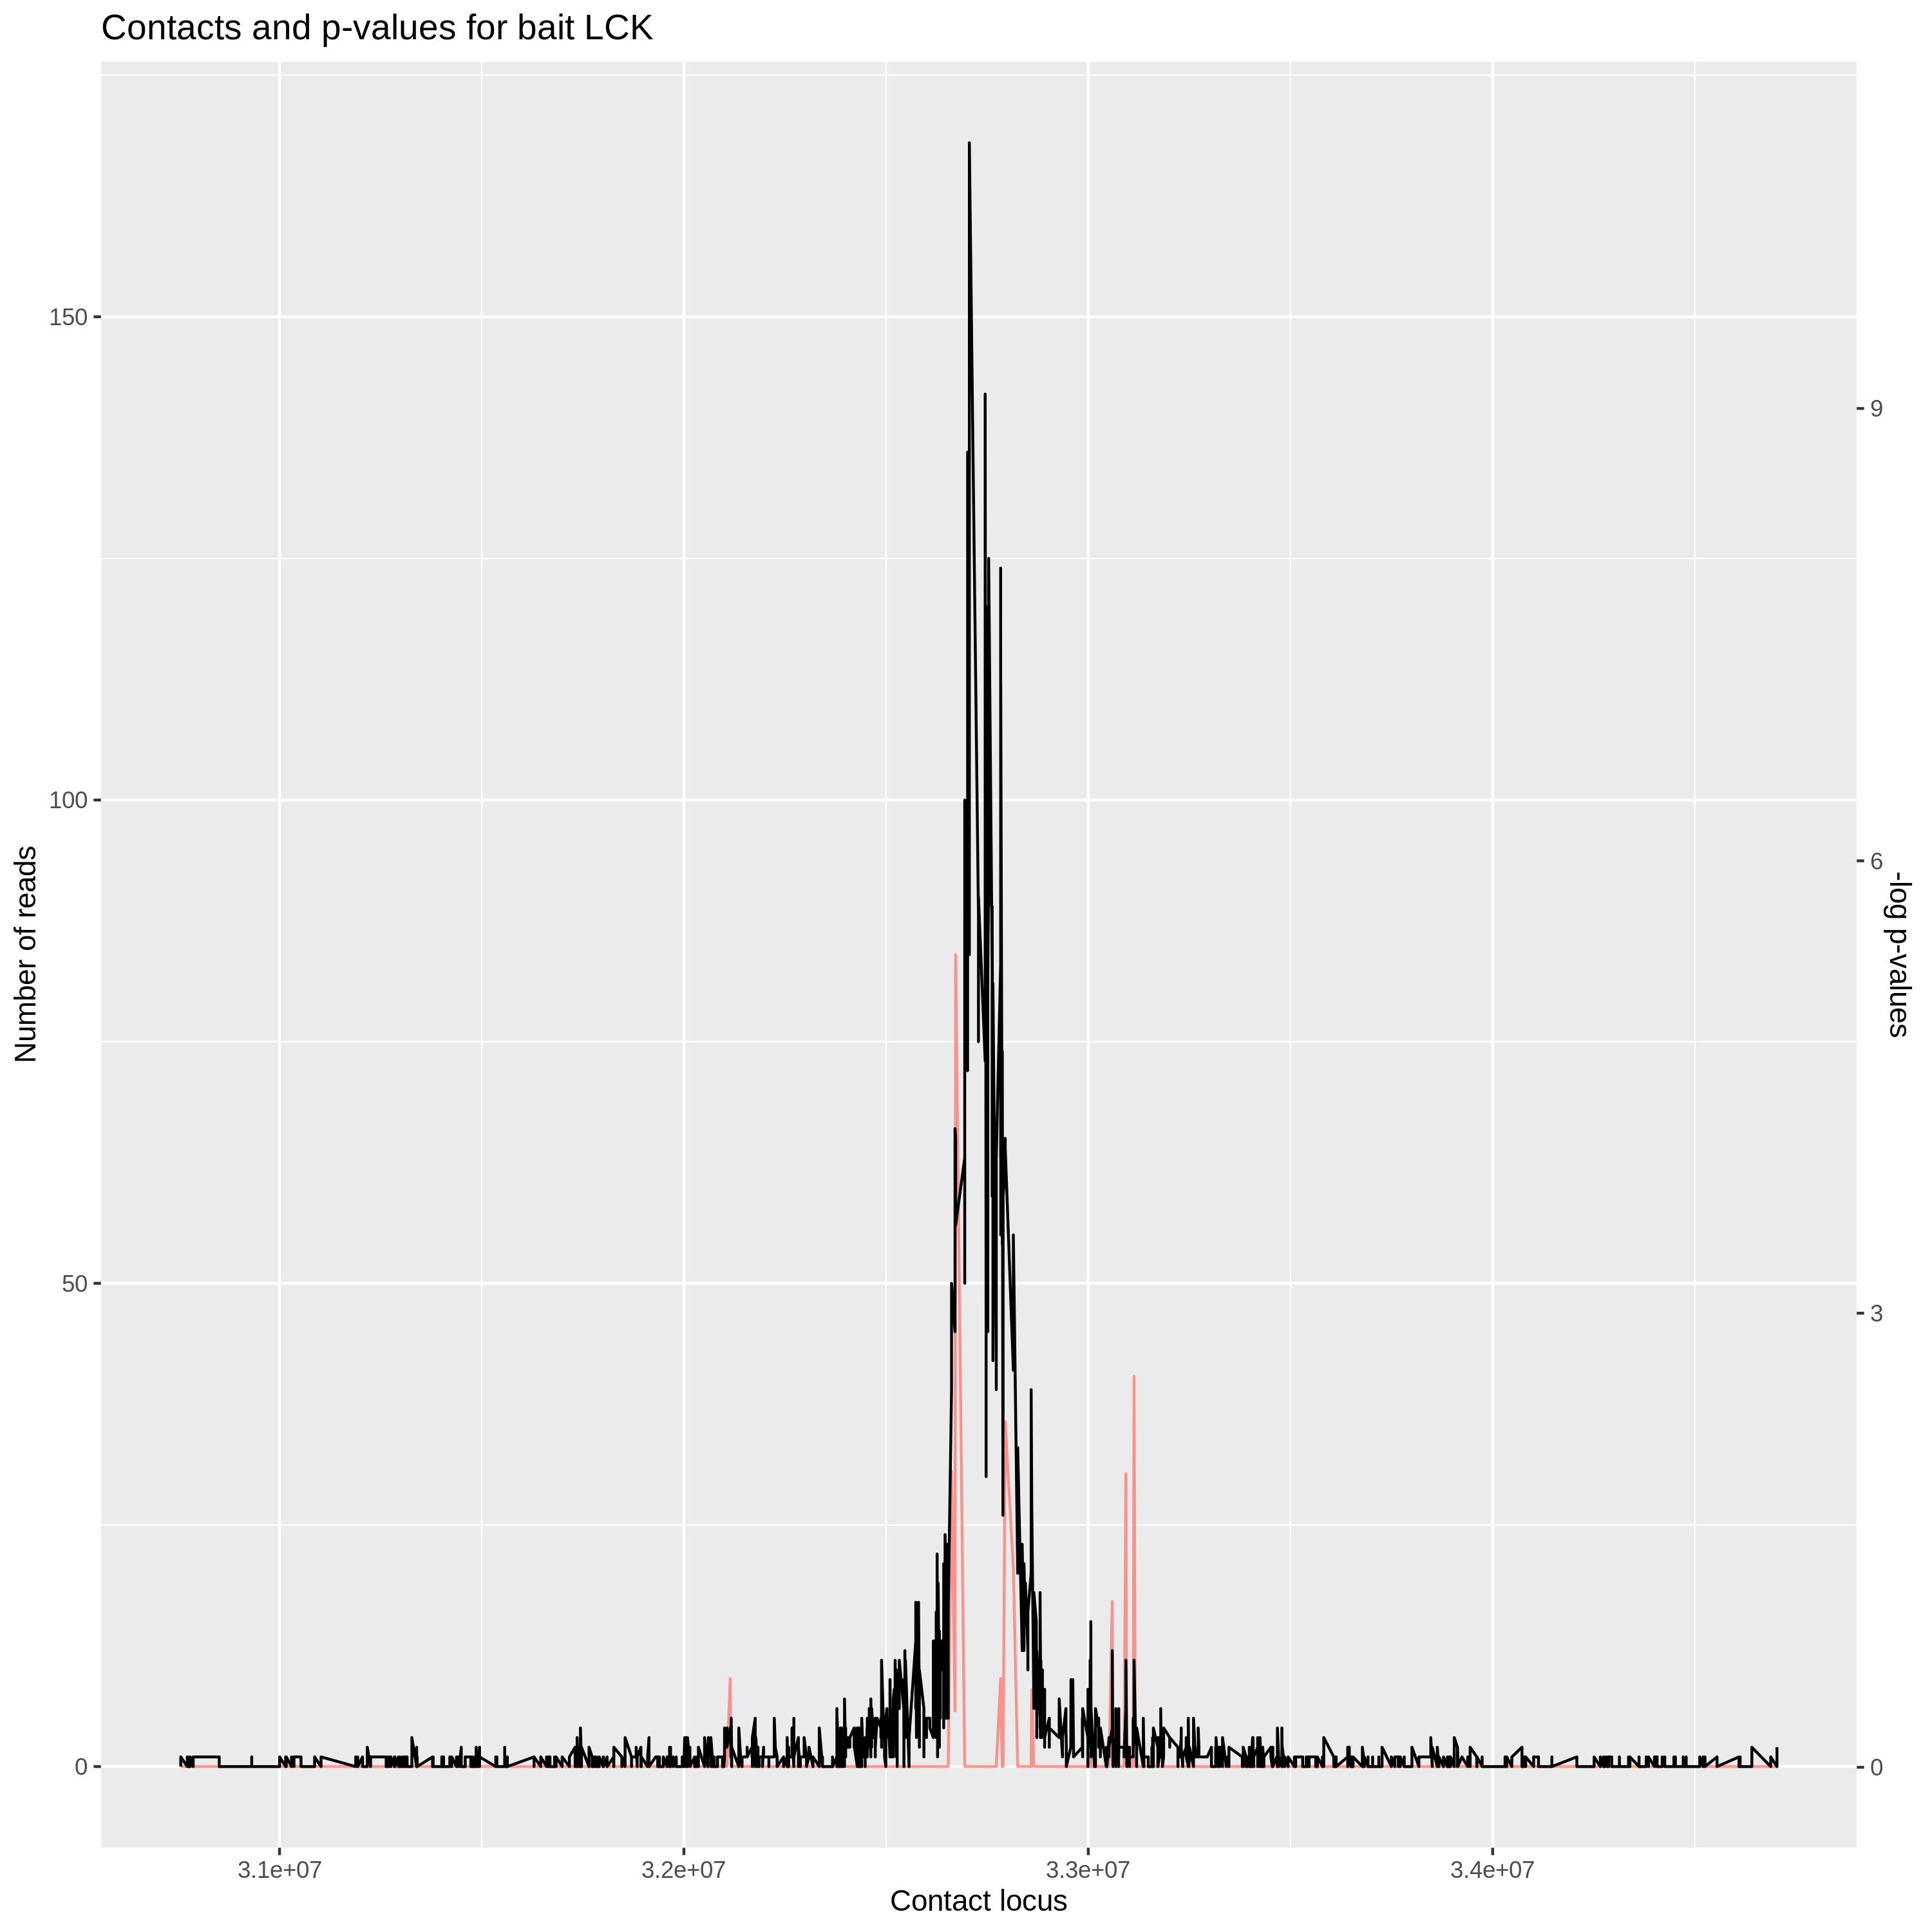 Contacts and p-values for bait LCK
150
100
50
0
Number of reads
9
6
3
0
-log p-values
3.1e+07
3.2e+07
3.3e+07
3.4e+07
Contact locus